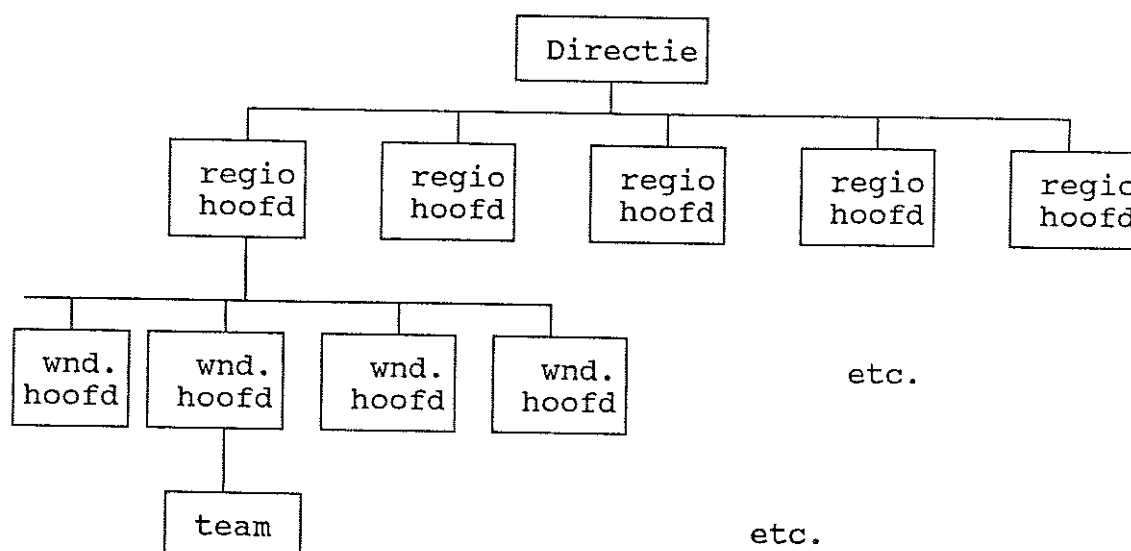 Directie
regio regio regio regio regio
hoofd hoofd hoofd hoofd hoofd
wnd. wnd. wnd. wnd. etc.
hoofd hoofd hoofd hoofd
team etc.